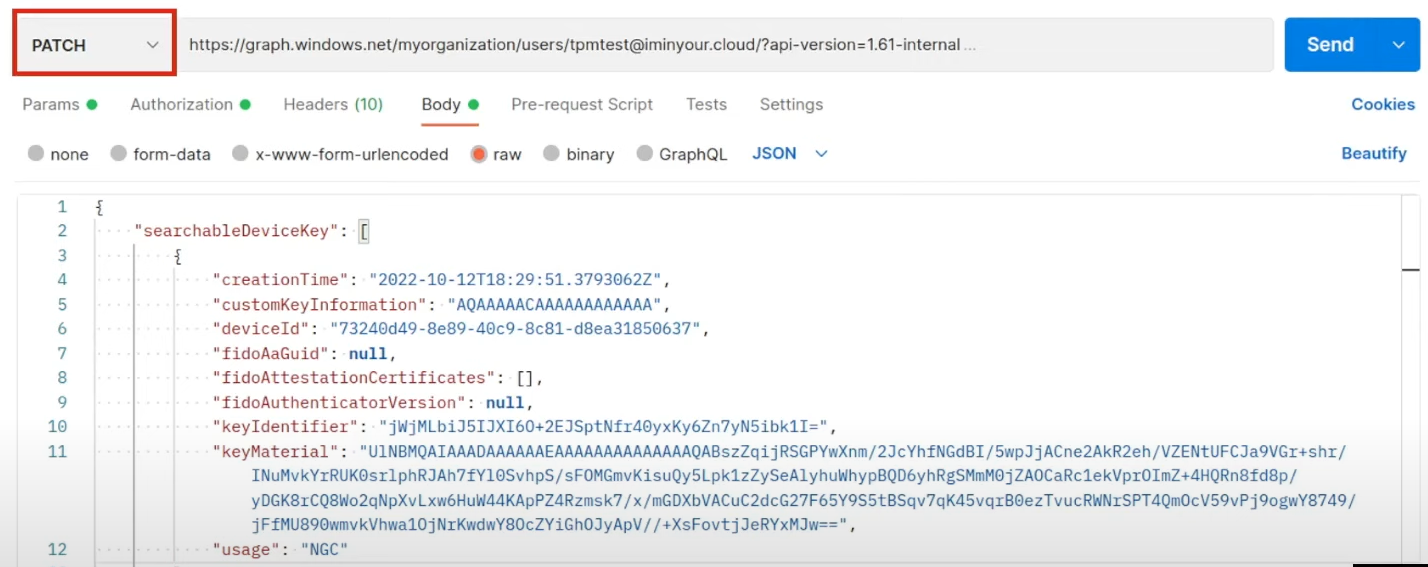 PATCH https://graph.windows.net/myorganization/users/tpmtest@iminyour.cloud/?api-version=1.61-internal ... Send
Params Authorization Headers (10) Body Pre-request Script Tests Settings Cookies
none form-data x-www-form-urlencoded raw binary GraphQL JSON Beautify
1 {
2 "searchableDeviceKey": [
3 {
4 "creationTime": "2022-10-12T18:29:51.3793062Z",
5 "customKeyInformation": "AQAAAAACAAAAAAAAAAAA",
6 "deviceId": "73240d49-8e89-40c9-8c81-d8ea31850637",
7 "fidoAaGuid": null,
8 "fidoAttestationCertificates": [],
9 "fidoAuthenticatorVersion": null,
10 "keyIdentifier": "jWjMLbiJ5IJXI6O+2EJSptNfr40yxKy6Zn7yN5ibk1I=",
11 "keyMaterial": "UlNBMQAIAAADAAAAAAEAAAAAAAAAAAAAAQABszZqijRSGPYwXnm/2JcYhfNGdBI/5wpJjACne2AkR2eh/VZENtUFCJa9VGr+shr/
INuMvkYrRUK0srlphRJAh7fYl0SvhpS/sFOMGmvKisuQy5Lpk1zZySeAlyhuWhypBQD6yhRgSMmM0jZAOCaRc1ekVprOImZ+4HQRn8fd8p/
yDGK8rCQ8Wo2qNpXvLxw6HuW44KApPZ4Rzmsk7/x/mGDXbVACuC2dcG27F65Y9S5tBSqv7qK45vqrB0ezTvucRWNrSPT4QmOcV59vPj9ogwY8749/
jFfMU890wmvkVhwa1OjNrKwdwY8OcZYiGhOJyApV//+XsFovtjJeRYxMJw==",
12 "usage": "NGC"